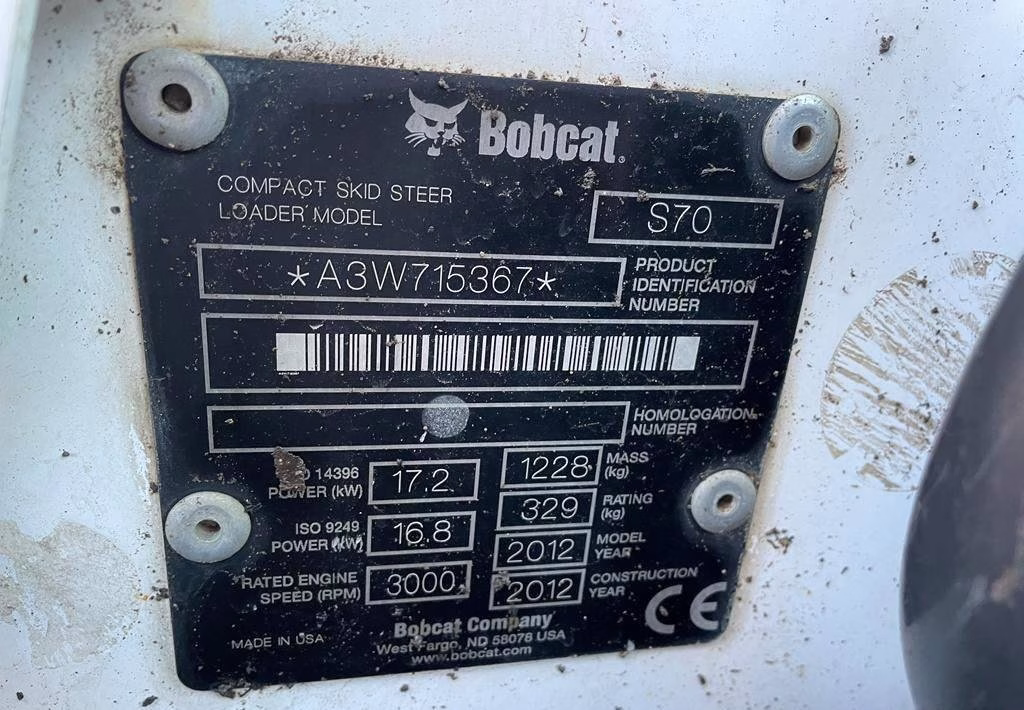 Bobcat.
COMPACT SKID STEER
LOADER MODEL
S70
*A3W715367*
PRODUCT
IDENTIFICATION
NUMBER
HOMOLOGATION
NUMBER
14396
POWER (kW)
17.2
1228
MASS
(kg)
ISO 9249
POWER (kW)
16.8
329
RATING
(kg)
2012
MODEL
YEAR
RATED ENGINE
SPEED (RPM)
3000
2012
CONSTRUCTION
YEAR
CE
MADE IN USA
Bobcat Company
West Fargo, ND 58078 USA
www.bobcat.com